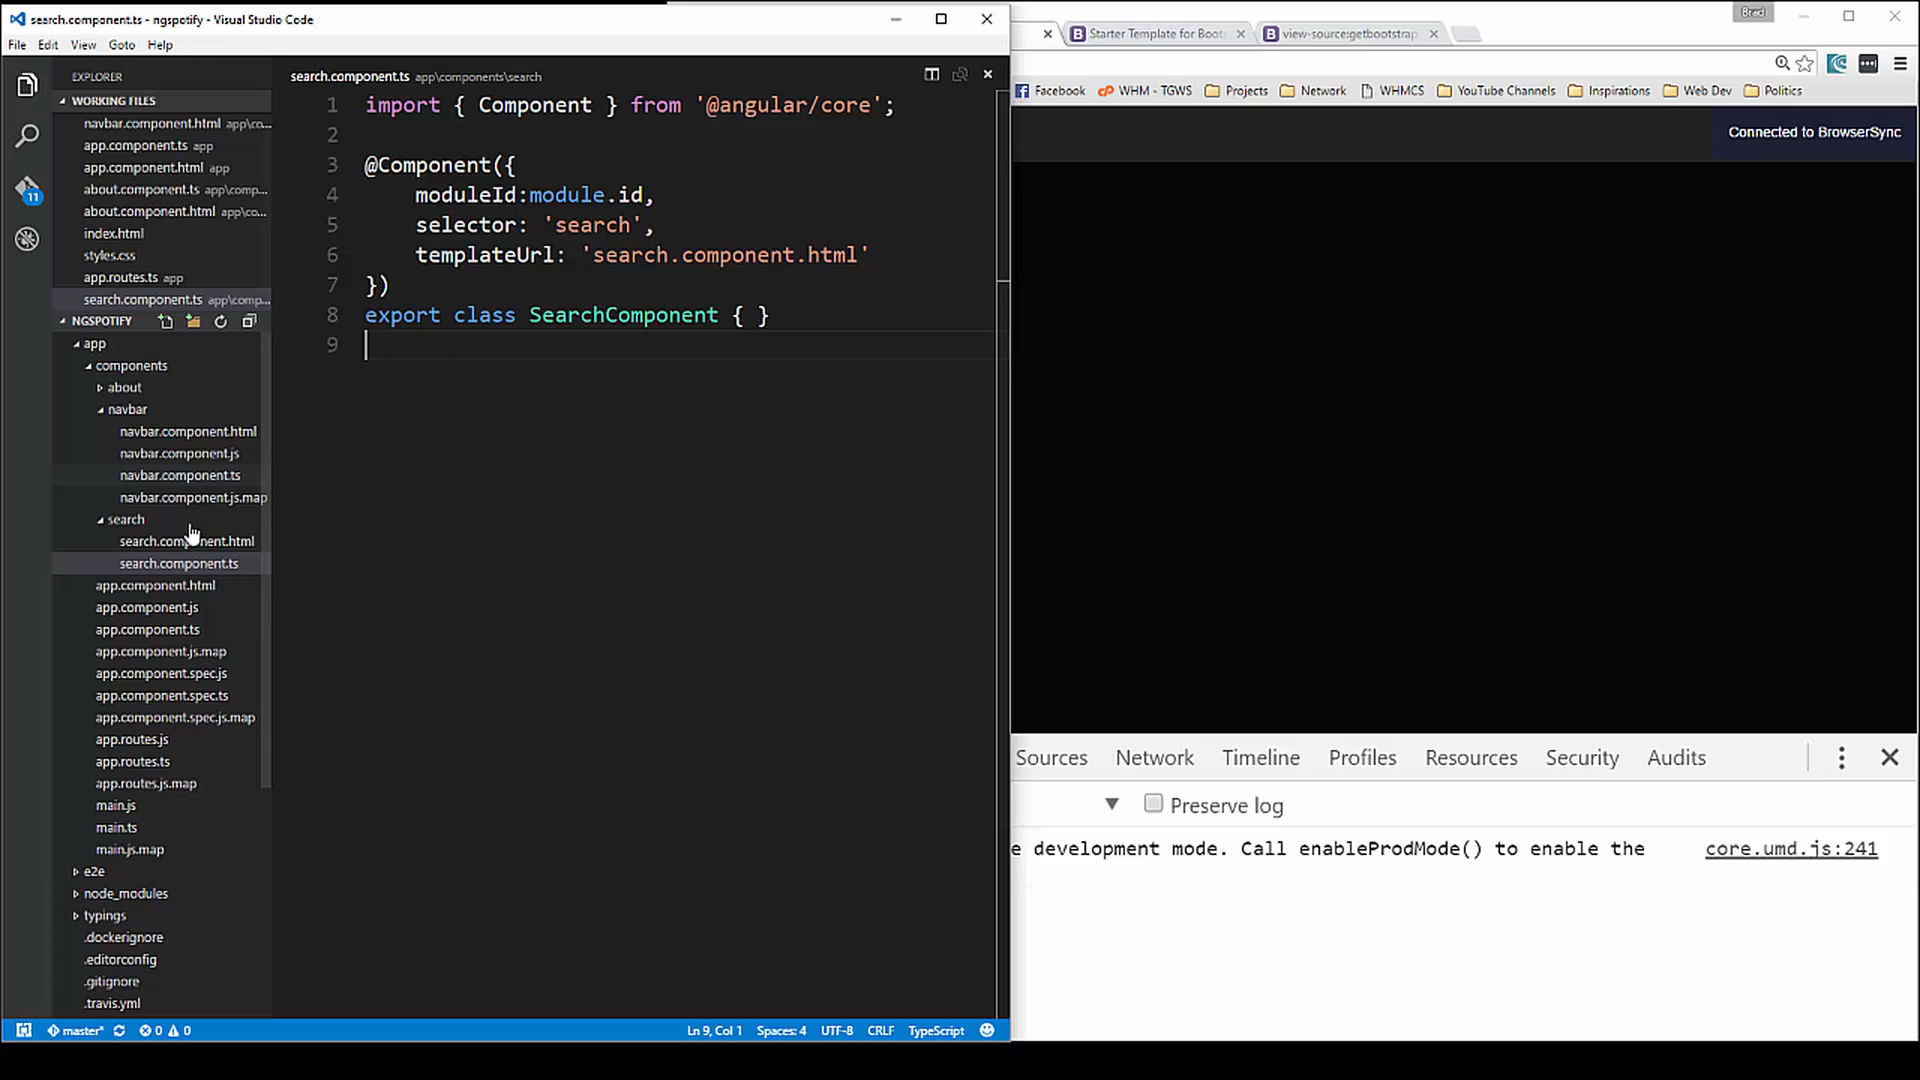 search.component.ts - ngspotify - Visual Studio Code
File Edit View Goto Help
EXPLORER
WORKING FILES
navbar.component.html app\co...
app.component.ts app
app.component.html app
about.component.ts app\comp...
about.component.html app\co...
index.html
styles.css
app.routes.ts app
search.component.ts app\comp...
NGSPOTIFY
app
components
about
navbar
navbar.component.html
navbar.component.js
navbar.component.ts
navbar.component.js.map
search
search.component.html
search.component.ts
app.component.html
app.component.js
app.component.ts
app.component.js.map
app.component.spec.js
app.component.spec.ts
app.component.spec.js.map
app.routes.js
app.routes.ts
app.routes.js.map
main.js
main.ts
main.js.map
e2e
node_modules
typings
.dockerignore
.editorconfig
.gitignore
.travis.yml
11
search.component.ts app\components\search
1 import { Component } from '@angular/core';
2
3 @Component({
4 moduleId:module.id,
5 selector: 'search',
6 templateUrl: 'search.component.html'
7 })
8 export class SearchComponent { }
9
master* 0 0 Ln 9, Col 1 Spaces: 4 UTF-8 CRLF TypeScript
Brad
Starter Template for Boots view-source:getbootstrap
Facebook WHM - TGWS Projects Network WHMCS YouTube Channels Inspirations Web Dev Politics
Connected to BrowserSync
Sources Network Timeline Profiles Resources Security Audits
Preserve log
e development mode. Call enableProdMode() to enable the core.umd.js:241